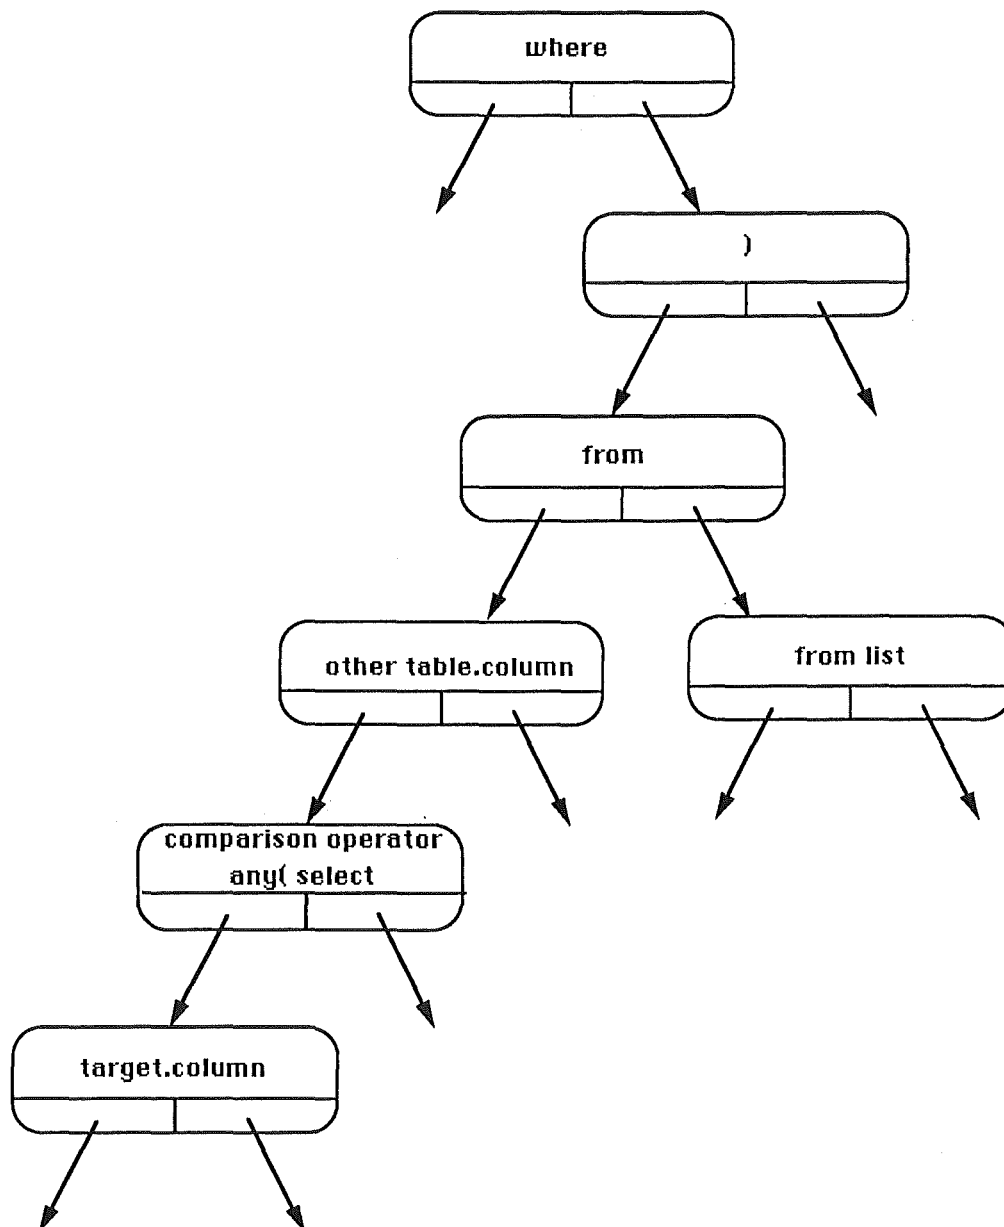 where
)
from
other table.column
from list
comparison operator
any( select
target.column